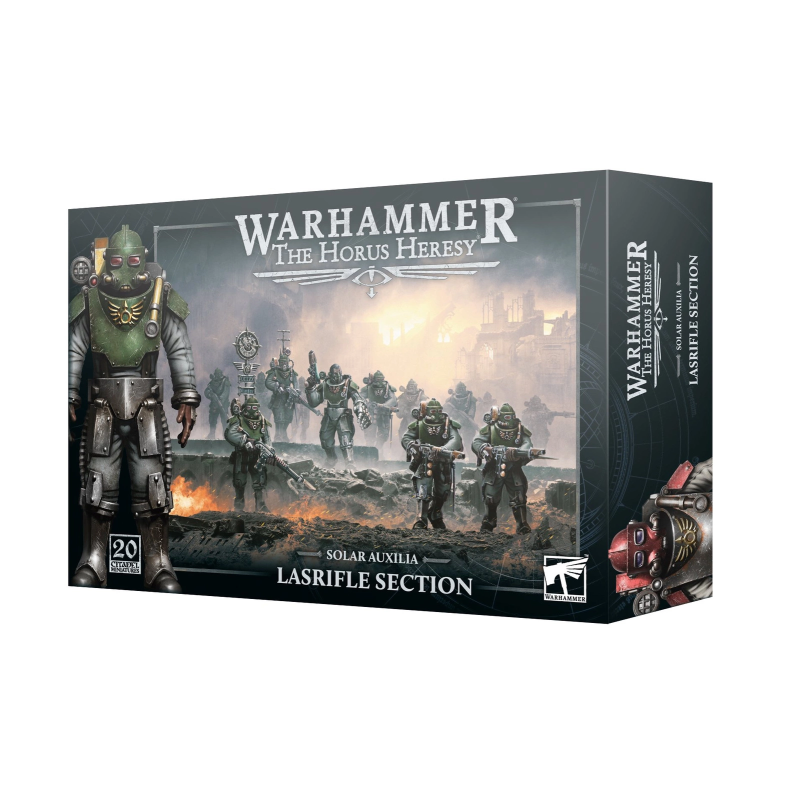 WARHAMMER
THE HORUS HERESY
20
CITADEL
MINIATURES
SOLAR AUXILIA
LASRIFLE SECTION
WARHAMMER
WARHAMMER
THE HORUS HERESY
SOLAR AUXILIA
LASRIFLE SECTION